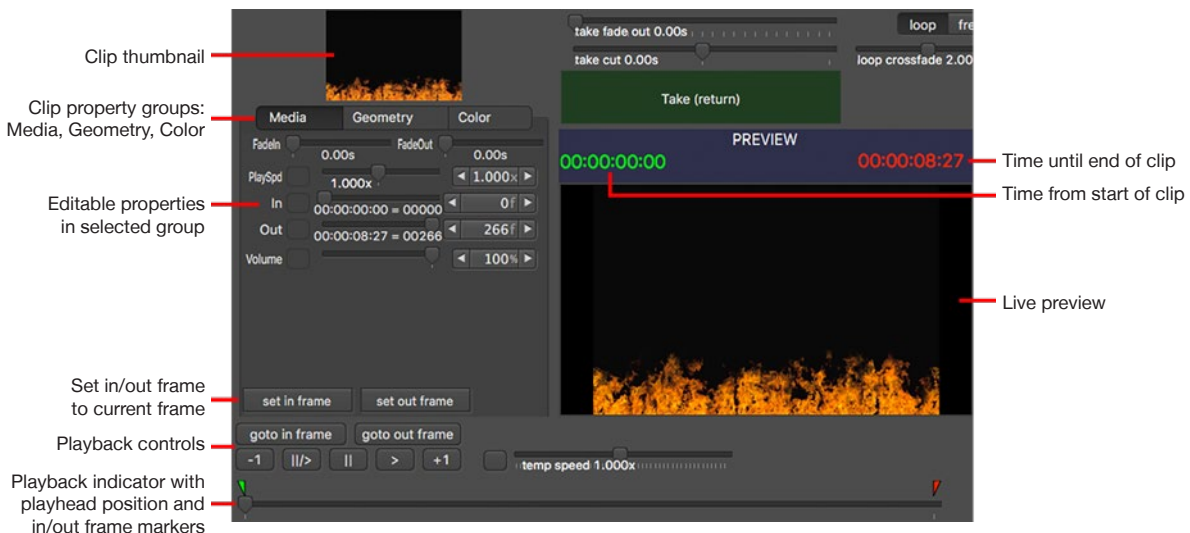 Clip thumbnail
Clip property groups:
Media, Geometry, Color
Editable properties
in selected group
Set in/out frame
to current frame
Playback controls
Playback indicator with
playhead position and
in/out frame markers
Media Geometry Color
FadeIn 0.00s FadeOut 0.00s
PlaySpd 1.000x 1.000x
In 00:00:00:00 = 00000 0f
Out 00:00:08:27 = 00266 266f
Volume 100%
set in frame set out frame
goto in frame goto out frame
-1 ||/> || > +1
temp speed 1.000x
take fade out 0.00s
take cut 0.00s
loop fre
loop crossfade 2.00
Take (return)
PREVIEW
00:00:00:00 00:00:08:27
Time until end of clip
Time from start of clip
Live preview